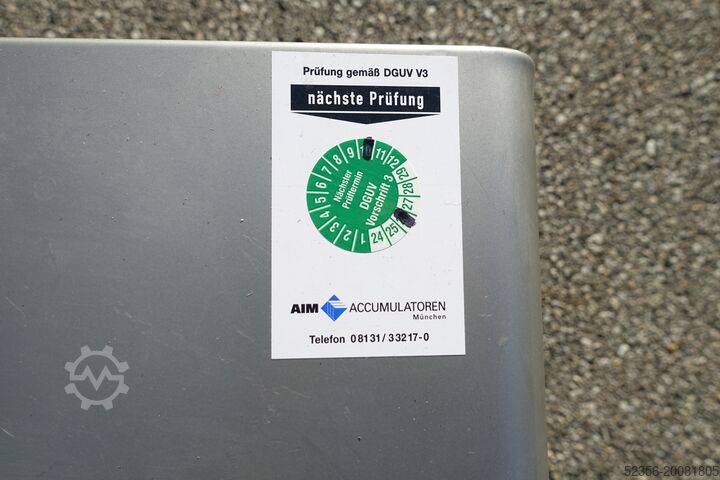 Prüfung gemäß DGUV V3
nächste Prüfung
1 2 3 4 5 6 7 8 9 10 11 12
29 28 27 25 24
Nächster
Prüftermin
DGUV
Vorschrift 3
AIM ACCUMULATOREN
München
Telefon 08131/33217-0
52356-20081805